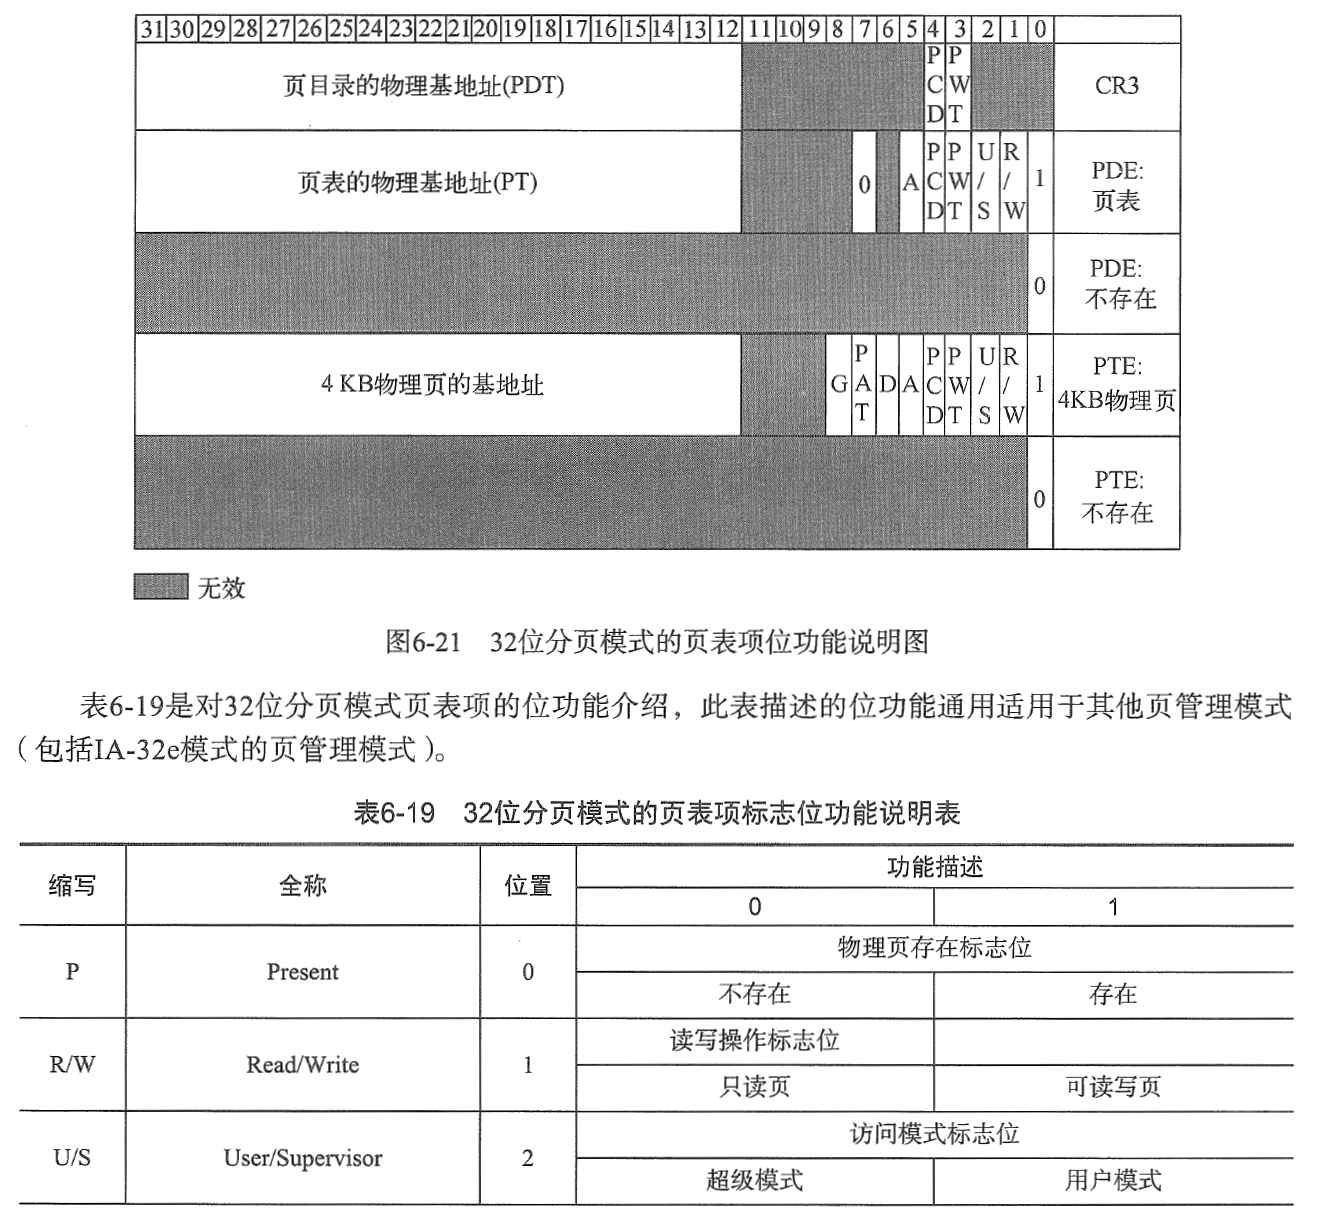 31 30 29 28 27 26 25 24 23 22 21 20 19 18 17 16 15 14 13 12 11 10 9 8 7 6 5 4 3 2 1 0
页目录的物理基地址(PDT) PCD PWT CR3
页表的物理基地址(PT) 0 A PCD PWT U/S R/W 1 PDE:
页表
0 PDE:
不存在
4 KB物理页的基地址 G PAT D A PCD PWT U/S R/W 1 PTE:
4KB物理页
0 PTE:
不存在
无效
图6-21 32位分页模式的页表项位功能说明图
表6-19是对32位分页模式页表项的位功能介绍，此表描述的位功能通用适用于其他页管理模式
（包括IA-32e模式的页管理模式）。
表6-19 32位分页模式的页表项标志位功能说明表
缩写 全称 位置 功能描述
0 1
P Present 0 物理页存在标志位
不存在 存在
R/W Read/Write 1 读写操作标志位
只读页 可读写页
U/S User/Supervisor 2 访问模式标志位
超级模式 用户模式